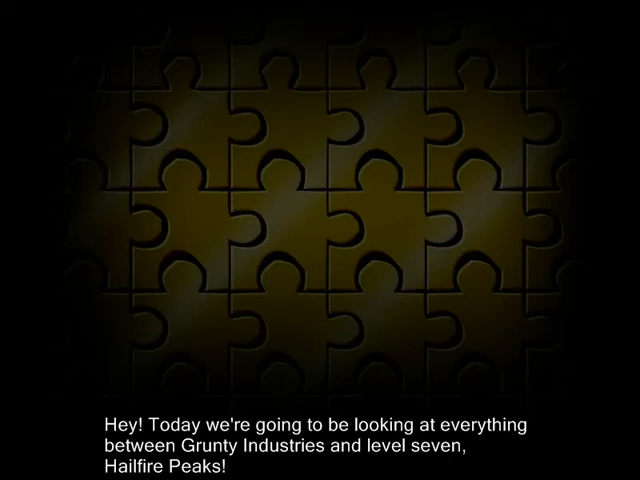 Hey! Today we're going to be looking at everything
between Grunty Industries and level seven,
Hailfire Peaks!